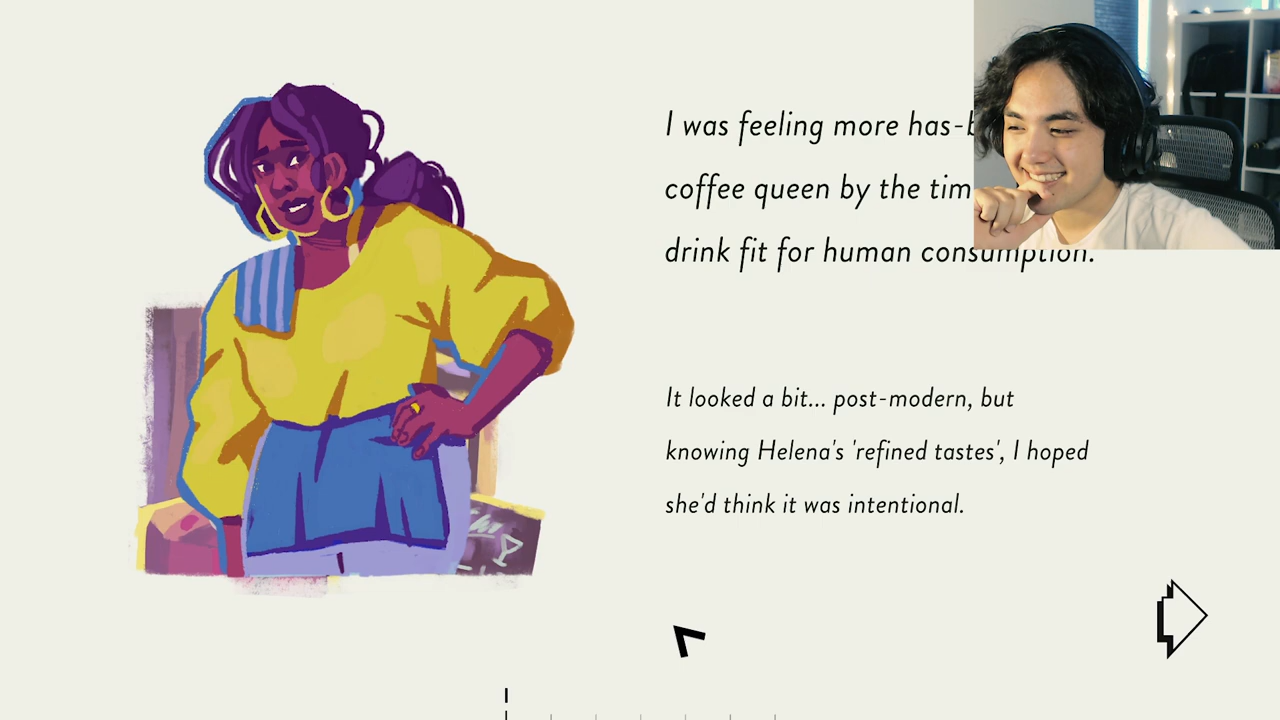 I was feeling more has-
coffee queen by the tim
drink fit for human consumption.
It looked a bit... post-modern, but
knowing Helena's 'refined tastes', I hoped
she'd think it was intentional.